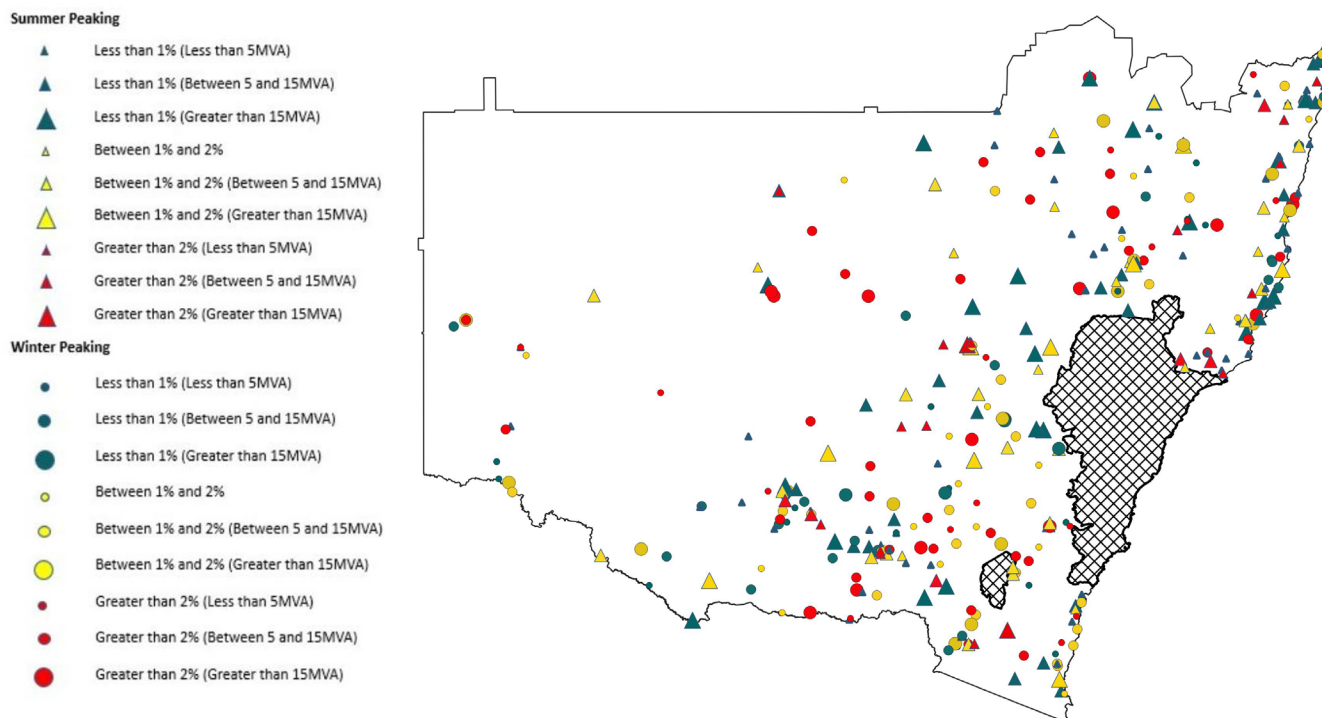 Summer Peaking
Less than 1% (Less than 5MVA)
Less than 1% (Between 5 and 15MVA)
Less than 1% (Greater than 15MVA)
Between 1% and 2%
Between 1% and 2% (Between 5 and 15MVA)
Between 1% and 2% (Greater than 15MVA)
Greater than 2% (Less than 5MVA)
Greater than 2% (Between 5 and 15MVA)
Greater than 2% (Greater than 15MVA)
Winter Peaking
Less than 1% (Less than 5MVA)
Less than 1% (Between 5 and 15MVA)
Less than 1% (Greater than 15MVA)
Between 1% and 2%
Between 1% and 2% (Between 5 and 15MVA)
Between 1% and 2% (Greater than 15MVA)
Greater than 2% (Less than 5MVA)
Greater than 2% (Between 5 and 15MVA)
Greater than 2% (Greater than 15MVA)